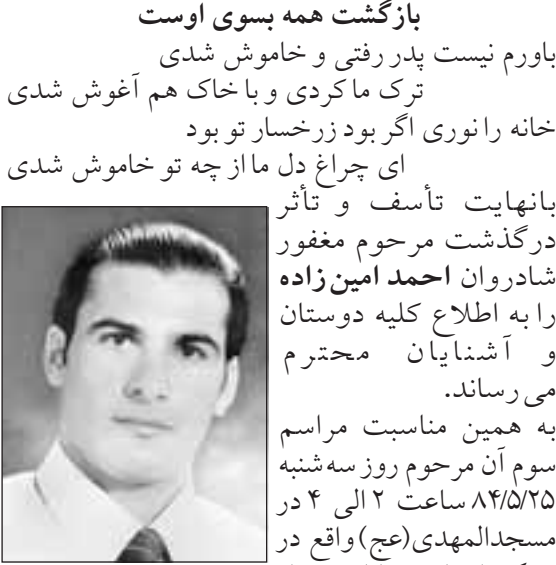 بازگشت همه بسوی اوست
باورم نیست پدر رفتی و خاموش شدی
ترک ما کردی و با خاک هم آغوش شدی
خانه را نوری اگر بود ز رخسار تو بود
ای چراغ دل ما از چه تو خاموش شدی
بانهایت تأسف و تأثر
درگذشت مرحوم مغفور
شادروان احمد امین‌زاده
را به اطلاع کلیه دوستان
و آشنایان محترم
می‌رساند.
به همین مناسبت مراسم
سوم آن مرحوم روز سه‌شنبه
۸۴/۵/۲۵ ساعت ۲ الی ۴ در
مسجدالمهدی(عج) واقع در